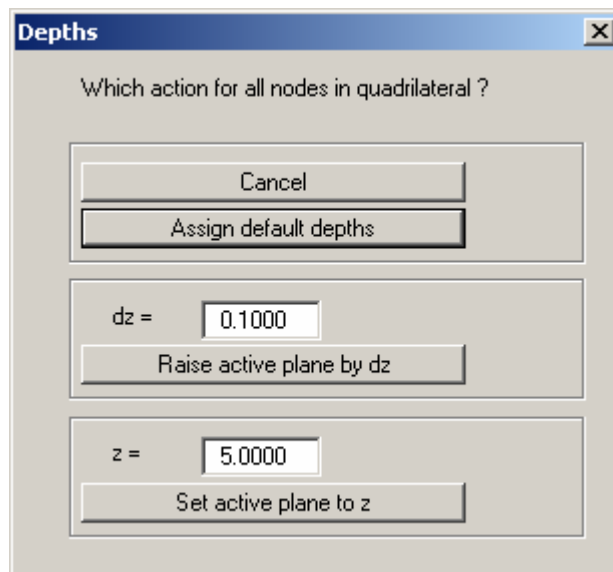 Depths
Which action for all nodes in quadrilateral ?
Cancel
Assign default depths
dz = 0.1000
Raise active plane by dz
z = 5.0000
Set active plane to z